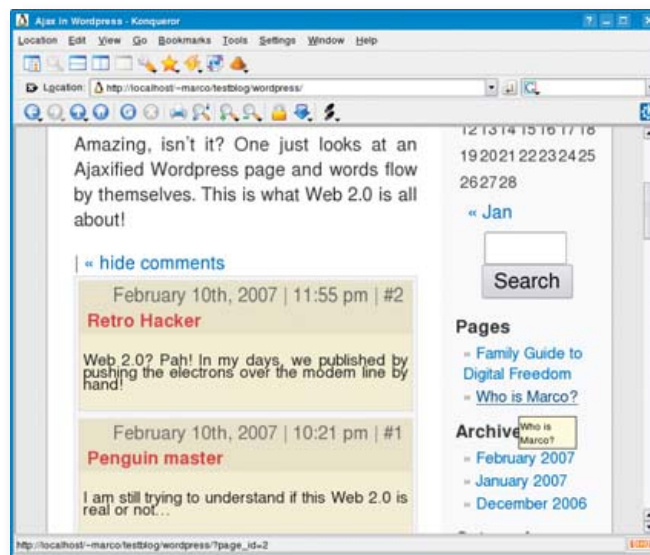 Ajax in Wordpress - Konqueror
Location Edit View Go Bookmarks Tools Settings Window Help
Location: http://localhost/~marco/testblog/wordpress/
Amazing, isn't it? One just looks at an
Ajaxified Wordpress page and words flow
by themselves. This is what Web 2.0 is all
about!
| « hide comments
February 10th, 2007 | 11:55 pm | #2
Retro Hacker
Web 2.0? Pah! In my days, we published by
pushing the electrons over the modem line by
hand!
February 10th, 2007 | 10:21 pm | #1
Penguin master
I am still trying to understand if this Web 2.0 is
real or not...
12 13 14 15 16 17 18
19 20 21 22 23 24 25
26 27 28
« Jan
Search
Pages
» Family Guide to
Digital Freedom
» Who is Marco?
Archive
Who is
Marco?
» February 2007
» January 2007
» December 2006
http://localhost/~marco/testblog/wordpress/?page_id=2